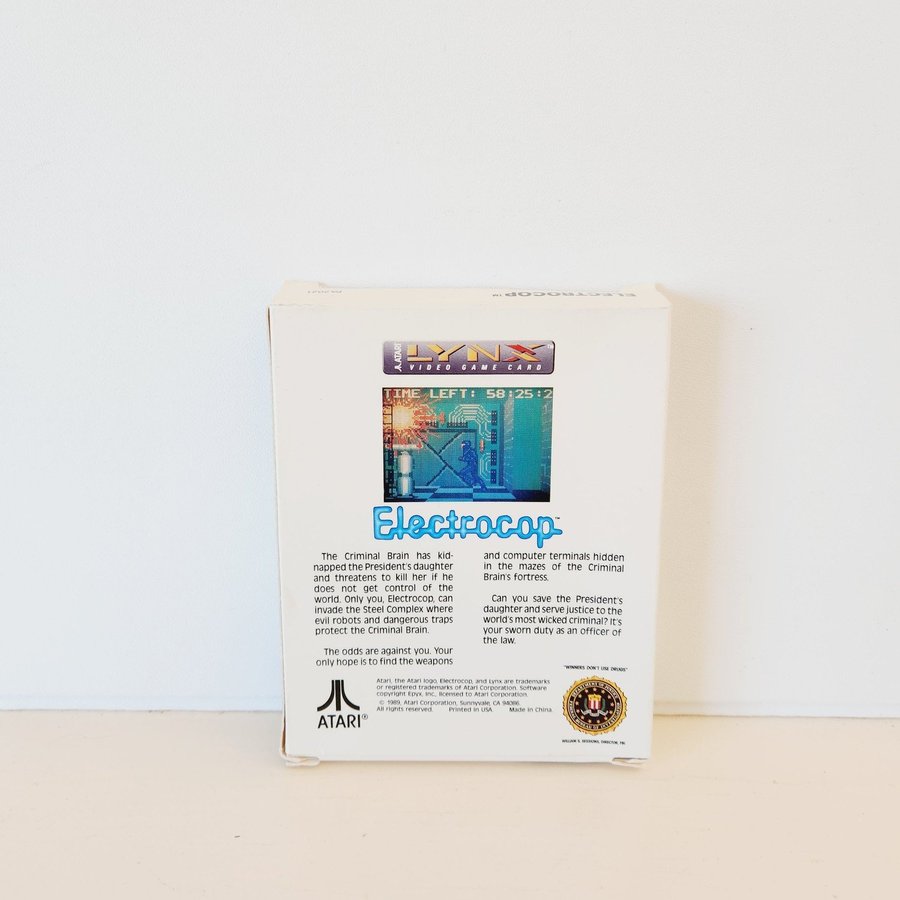 ELECTROCOP™
ATARI
LYNX™
VIDEO GAME CARD
TIME LEFT: 58:25:2
Electrocop™
The Criminal Brain has kid-
napped the President's daughter
and threatens to kill her if he
does not get control of the
world. Only you, Electrocop, can
invade the Steel Complex where
evil robots and dangerous traps
protect the Criminal Brain.
The odds are against you. Your
only hope is to find the weapons
and computer terminals hidden
in the mazes of the Criminal
Brain's fortress.
Can you save the President's
daughter and serve justice to the
world's most wicked criminal? It's
your sworn duty as an officer of
the law.
ATARI®
Atari, the Atari logo, Electrocop, and Lynx are trademarks
or registered trademarks of Atari Corporation. Software
copyright Epyx, Inc., licensed to Atari Corporation.
© 1989, Atari Corporation, Sunnyvale, CA 94086.
All rights reserved. Printed in USA. Made in China.
"WINNERS DON'T USE DRUGS"
WILLIAM S. SESSIONS, DIRECTOR, FBI